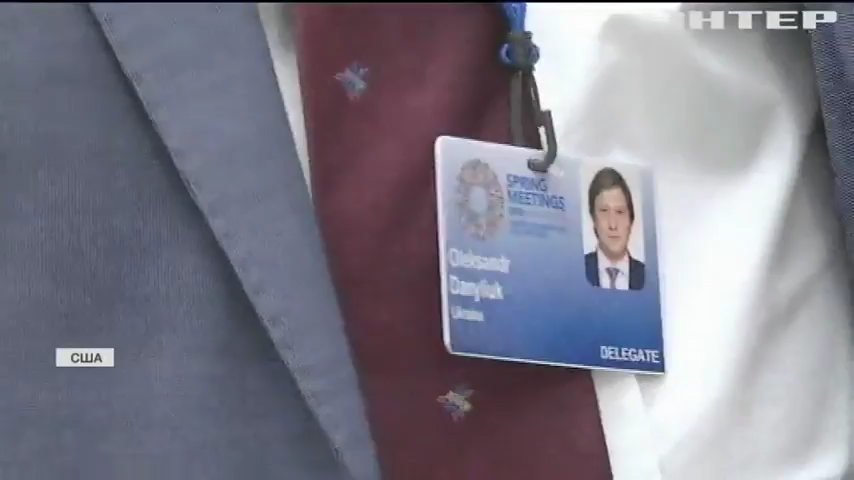 ІНТЕР
SPRING
MEETINGS
Oleksandr
Danyliuk
Ukraine
США
DELEGATE